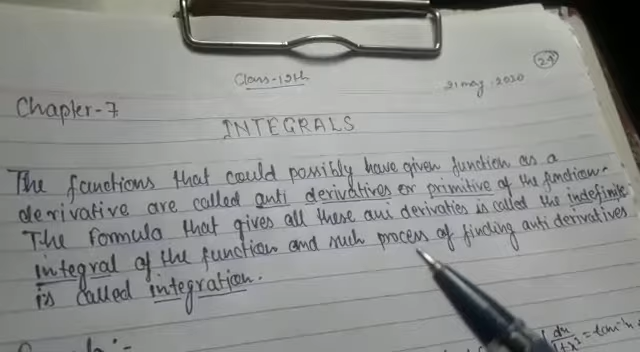 Class-12th
29
21 may. 2020
Chapter-7
INTEGRALS
The functions that could possibly have given function as a
derivative are called anti derivatives or primitive of the function.
The formula that gives all these anti derivaties is called the indefinite
integral of the function and such process of finding anti derivatives
is called integration.